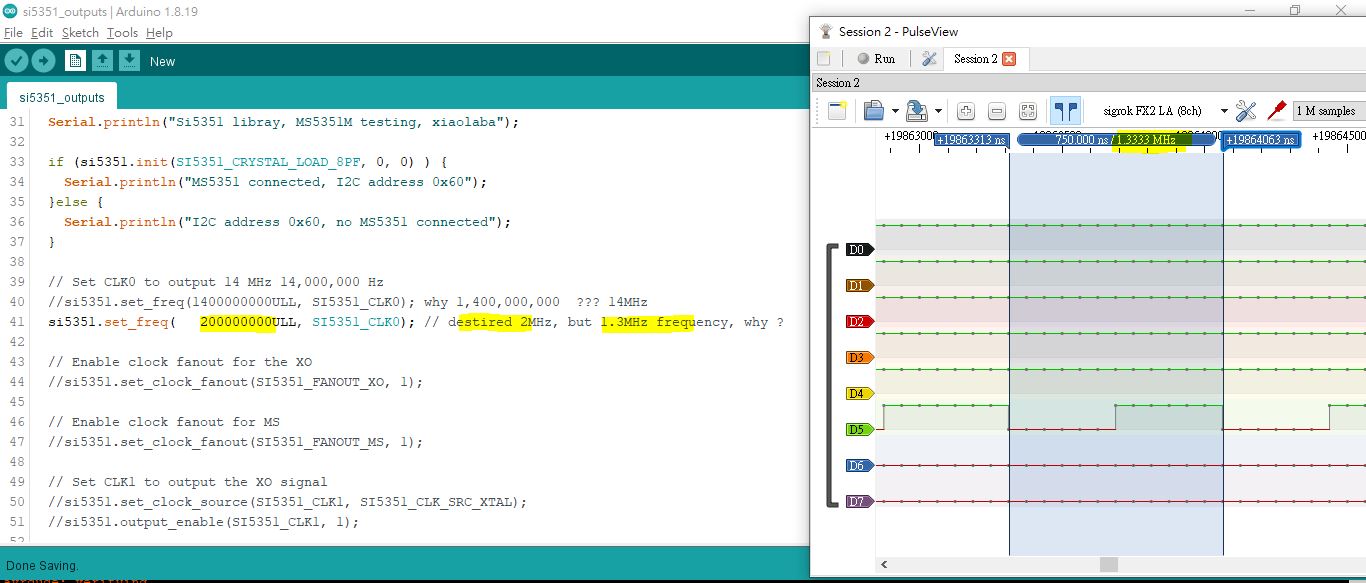 si5351_outputs | Arduino 1.8.19
File Edit Sketch Tools Help
New
si5351_outputs
31 Serial.println("Si5351 libray, MS5351M testing, xiaolaba");
32
33 if (si5351.init(SI5351_CRYSTAL_LOAD_8PF, 0, 0) ) {
34 Serial.println("MS5351 connected, I2C address 0x60");
35 }else {
36 Serial.println("I2C address 0x60, no MS5351 connected");
37 }
38
39 // Set CLK0 to output 14 MHz 14,000,000 Hz
40 //si5351.set_freq(1400000000ULL, SI5351_CLK0); why 1,400,000,000 ??? 14MHz
41 si5351.set_freq( 200000000ULL, SI5351_CLK0); // destired 2MHz, but 1.3MHz frequency, why ?
42
43 // Enable clock fanout for the XO
44 //si5351.set_clock_fanout(SI5351_FANOUT_XO, 1);
45
46 // Enable clock fanout for MS
47 //si5351.set_clock_fanout(SI5351_FANOUT_MS, 1);
48
49 // Set CLK1 to output the XO signal
50 //si5351.set_clock_source(SI5351_CLK1, SI5351_CLK_SRC_XTAL);
51 //si5351.output_enable(SI5351_CLK1, 1);
52
Done Saving.
Session 2 - PulseView
Run
Session 2
Session 2
sigrok FX2 LA (8ch)
1 M samples
+19863000
+19864500
+19863313 ns
750.000 ns / 1.3333 MHz
+19864063 ns
D0
D1
D2
D3
D4
D5
D6
D7